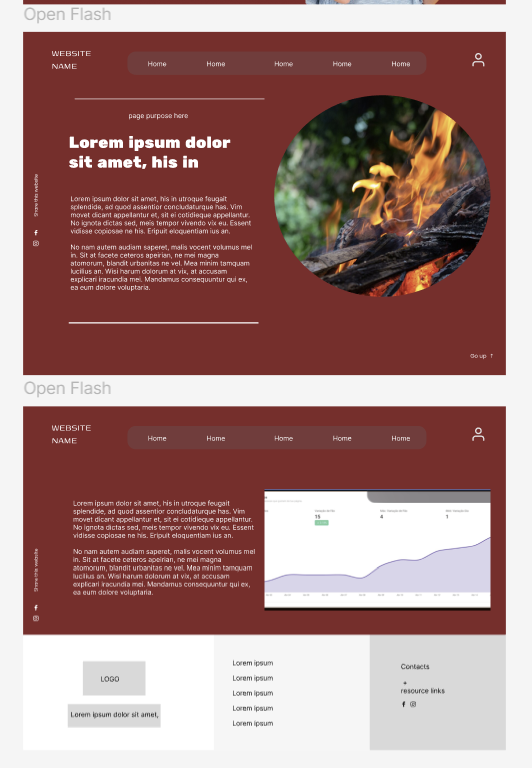 Open Flash
WEBSITE
NAME
Home Home Home Home Home
page purpose here
Lorem ipsum dolor
sit amet, his in
Share this website
Lorem ipsum dolor sit amet, his in utroque feugait
splendide, ad quod assentior concludaturque has. Vim
movet dicant appellantur et, sit ei cotidieque appellantur.
No ignota dictas sed, meis tempor vivendo vix eu. Essent
vidisse copiosae ne his. Eripuit eloquentiam ius an.
No nam autem audiam saperet, malis vocent volumus mel
in. Sit at facete ceteros apeirian, ne mei magna
atomorum, blandit urbanitas ne vel. Mea minim tamquam
lucilius an. Wisi harum dolorum at vix, at accusam
explicari iracundia mei. Mandamus consequuntur qui ex,
ea eum dolore voluptaria.
Go up ↑
Open Flash
WEBSITE
NAME
Home Home Home Home Home
Share this website
Lorem ipsum dolor sit amet, his in utroque feugait
splendide, ad quod assentior concludaturque has. Vim
movet dicant appellantur et, sit ei cotidieque appellantur.
No ignota dictas sed, meis tempor vivendo vix eu. Essent
vidisse copiosae ne his. Eripuit eloquentiam ius an.
No nam autem audiam saperet, malis vocent volumus mel
in. Sit at facete ceteros apeirian, ne mei magna
atomorum, blandit urbanitas ne vel. Mea minim tamquam
lucilius an. Wisi harum dolorum at vix, at accusam
explicari iracundia mei. Mandamus consequuntur qui ex,
ea eum dolore voluptaria.
15 4 1
LOGO
Lorem ipsum dolor sit amet,
Lorem ipsum
Lorem ipsum
Lorem ipsum
Lorem ipsum
Lorem ipsum
Contacts
+
resource links